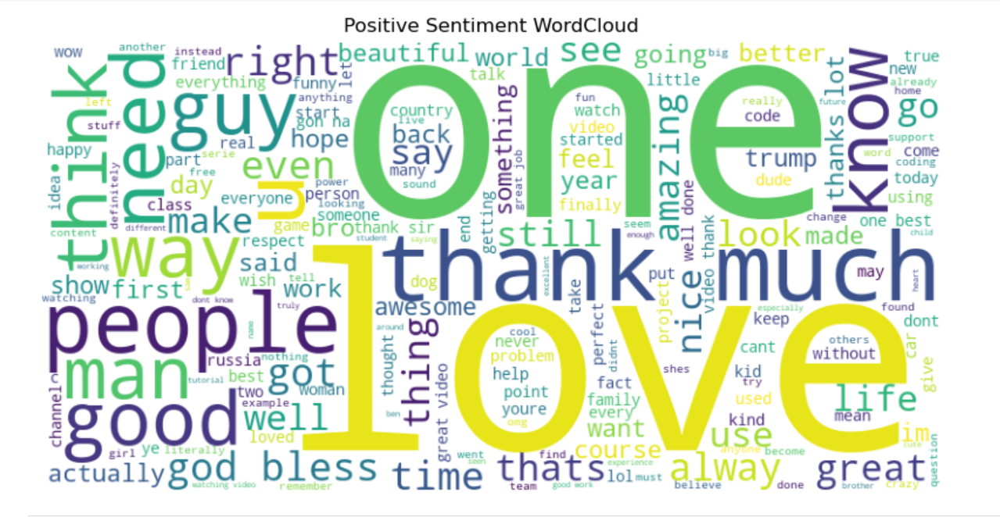 Positive Sentiment WordCloud
wow
another
instead
right
beautiful
world
see
going
big
better
true
friend
let
talk
lot
new
think
need
everything
funny
little
already
know
home
left
guy
anything
one
fun
really
future
go
stuff
start
country
something
watch
amazing
code
thanks
gon na
live
video
support
happy
real
hope
back
started
word
come
serie
say
trump
coding
part
even
many
great job
feel
free
today
idea
definitely
day
u
power
sound
year
dude
well done
everyone
person
using
class
looking
finally
make
someone
end
getting
change
one best
different
game
bro
thank sir
still
seem
look
made
child
content
student
saying
enough
video thank
way
respect
thank much
working
said
love
excellent
put
may
heart
show
first
wish
tell
work
dog
take
nice
watching
dont know
truly
awesome
project
especially
found
people
name
around
thing
cool
perfect
keep
dont
never
didnt
cant
others
car
thought
problem
without
russia
nothing
man
got
help
shes
kid
give
tutorial
best
great video
fact
try
channel
two
woman
point
used
life
example
family
good
well
ben
youre
every
kind
mean
omg
want
use
im
loved
girl
ye
literally
course
anyone
become
cute
question
went
find
seen
experience
actually
god bless
time
thats
lol
must
alway
great
watching video
remember
team
good work
believe
done
brother
crazy